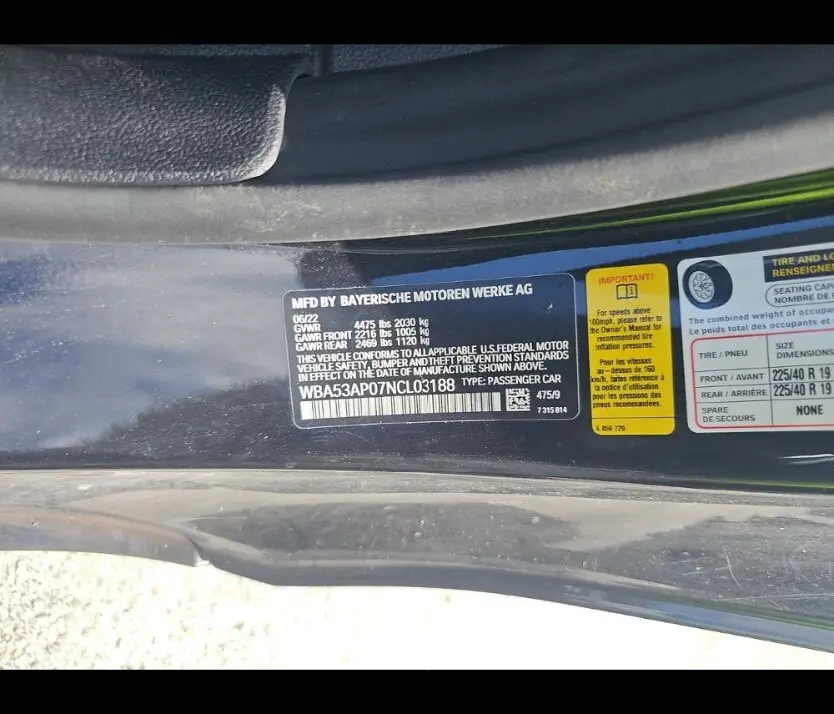 MFD BY BAYERISCHE MOTOREN WERKE AG
06/22
GVWR 4475 lbs 2030 kg
GAWR FRONT 2216 lbs 1005 kg
GAWR REAR 2469 lbs 1120 kg
THIS VEHICLE CONFORMS TO ALL APPLICABLE U.S. FEDERAL MOTOR
VEHICLE SAFETY, BUMPER AND THEFT PREVENTION STANDARDS
IN EFFECT ON THE DATE OF MANUFACTURE SHOWN ABOVE.
WBA53AP07NCL03188 TYPE: PASSENGER CAR
475/9
7 315 014
IMPORTANT!
For speeds above
100mph, please refer to
the Owner's Manual for
recommended tire
inflation pressures.
Pour les vitesses
au - dessus de 160
km/h, faites référence à
la notice d'utilisation
pour les pressions des
pneus recommandées.
6 858 729
TIRE AND LO
RENSEIGNE
SEATING CAP
NOMBRE DE
The combined weight of occupa
Le poids total des occupants et
TIRE / PNEU
SIZE
DIMENSIONS
FRONT / AVANT 225/40 R 19
REAR / ARRIÈRE 225/40 R 19
SPARE
DE SECOURS
NONE